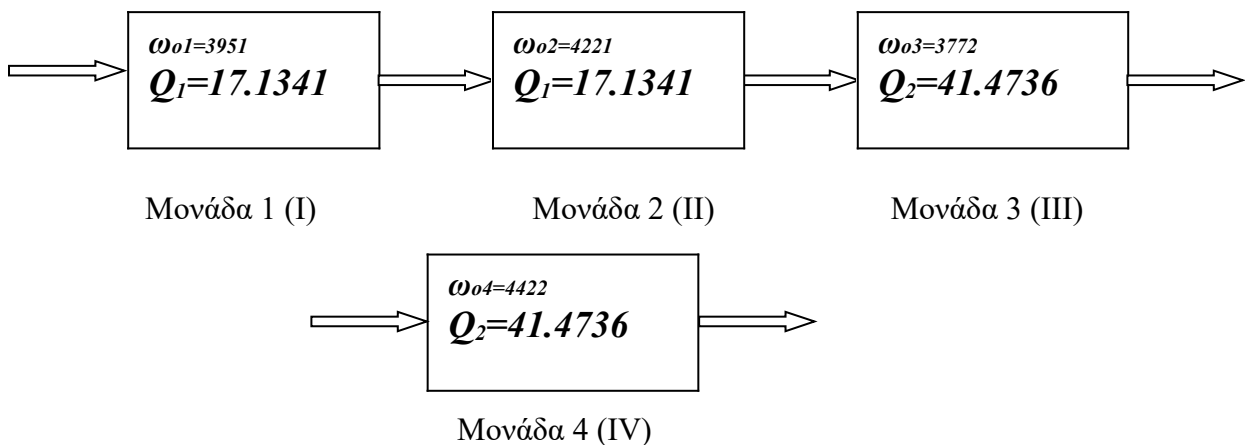 ωo1=3951
Q1=17.1341
ωo2=4221
Q1=17.1341
ωo3=3772
Q2=41.4736
Μονάδα 1 (I)
Μονάδα 2 (II)
Μονάδα 3 (III)
ωo4=4422
Q2=41.4736
Μονάδα 4 (IV)